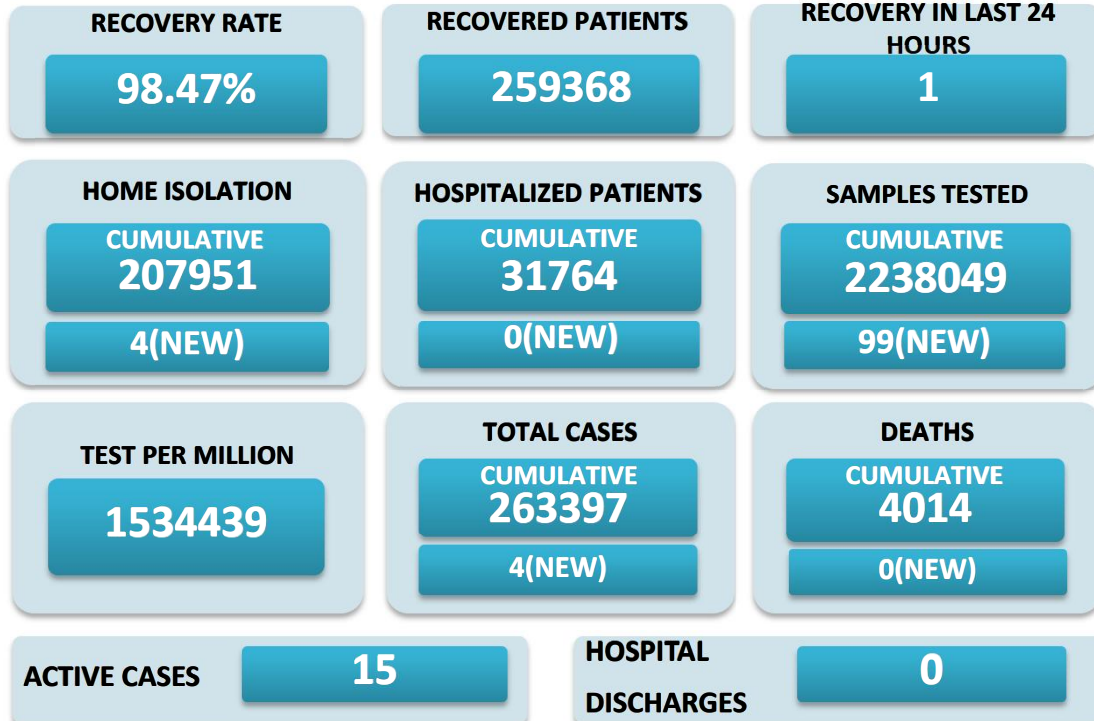 RECOVERY RATE
98.47%
RECOVERED PATIENTS
259368
RECOVERY IN LAST 24
HOURS
1
HOME ISOLATION
CUMULATIVE
207951
4(NEW)
HOSPITALIZED PATIENTS
CUMULATIVE
31764
0(NEW)
SAMPLES TESTED
CUMULATIVE
2238049
99(NEW)
TEST PER MILLION
1534439
TOTAL CASES
CUMULATIVE
263397
4(NEW)
DEATHS
CUMULATIVE
4014
0(NEW)
ACTIVE CASES
15
HOSPITAL
DISCHARGES
0